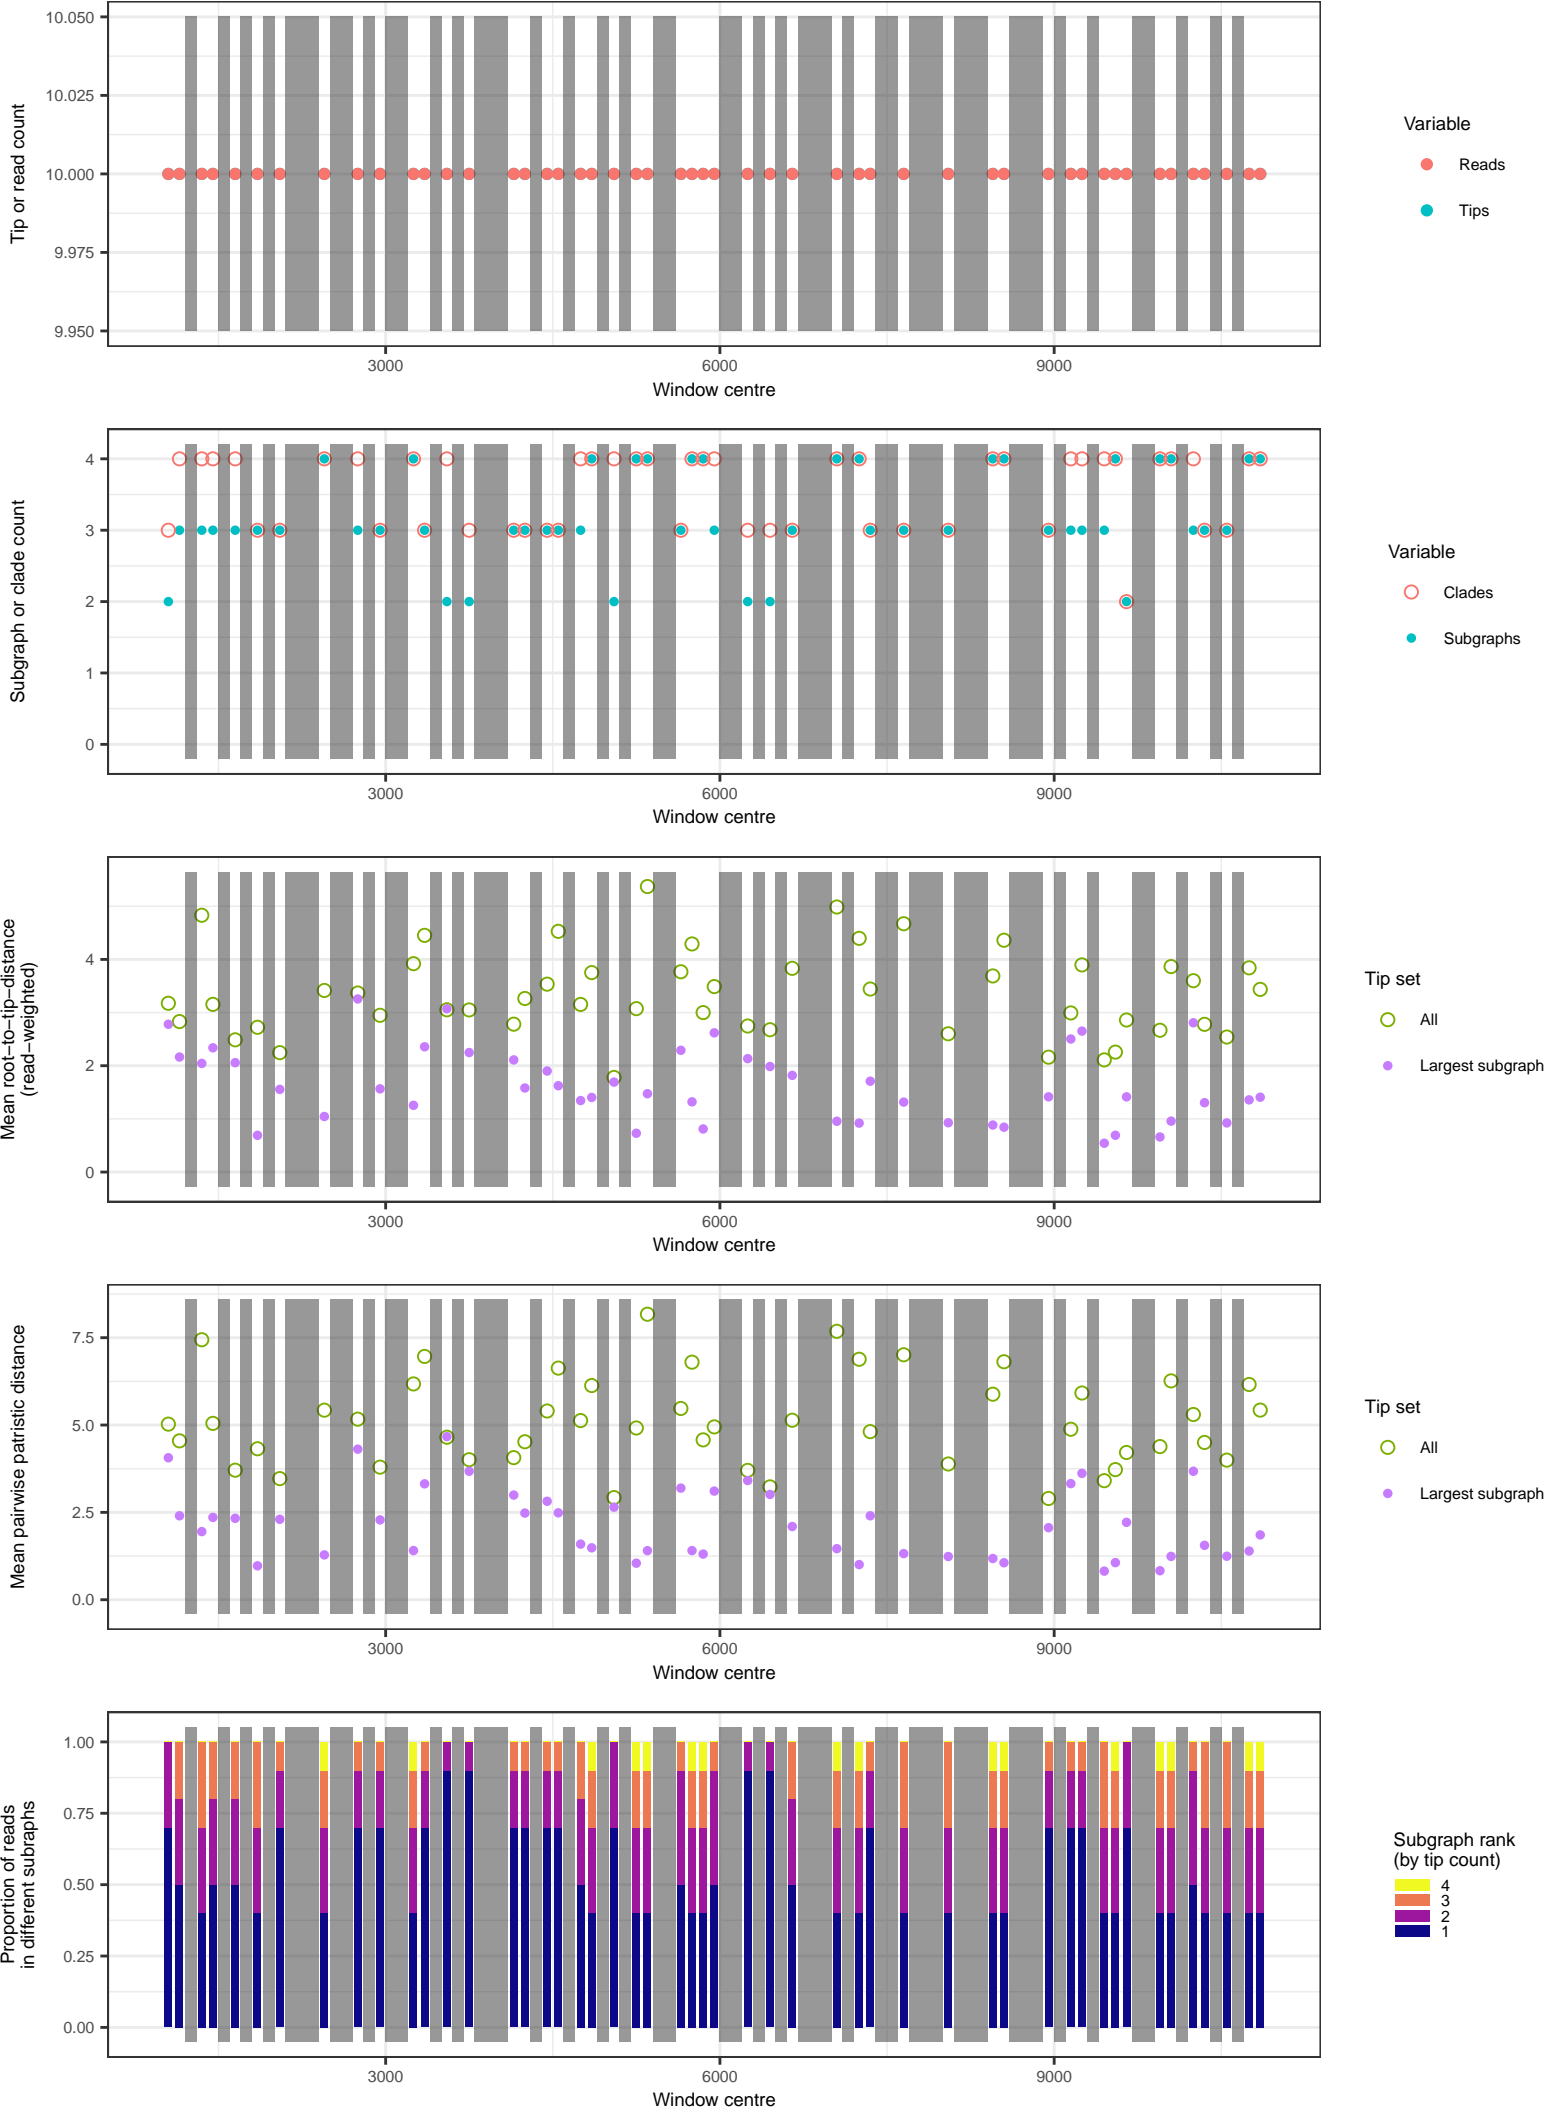 10.050
10.025
10.000
9.975
9.950
Tip or read count
3000
6000
9000
Window centre
Variable
Reads
Tips
4
3
2
1
0
Subgraph or clade count
3000
6000
9000
Window centre
Variable
Clades
Subgraphs
4
2
0
Mean root−to−tip−distance
(read−weighted)
3000
6000
9000
Window centre
Tip set
All
Largest subgraph
7.5
5.0
2.5
0.0
Mean pairwise patristic distance
3000
6000
9000
Window centre
Tip set
All
Largest subgraph
1.00
0.75
0.50
0.25
0.00
Proportion of reads
in different subraphs
3000
6000
9000
Window centre
Subgraph rank
(by tip count)
4
3
2
1